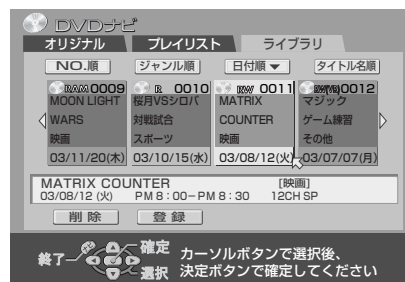 DVDナビ
オリジナル プレイリスト ライブラリ
NO.順 ジャンル順 日付順▼ タイトル名順
RAM 0009 R 0010 RW 0011 RW(VR) 0012
MOON LIGHT 桜月VSシロバ MATRIX マジック
WARS 対戦試合 COUNTER ゲーム練習
映画 スポーツ 映画 その他
03/11/20(木) 03/10/15(水) 03/08/12(火) 03/07/07(月)
MATRIX COUNTER [映画]
03/08/12 (火) PM 8:00−PM 8:30 12CH SP
削除 登録
終了 確定 選択
カーソルボタンで選択後、
決定ボタンで確定してください